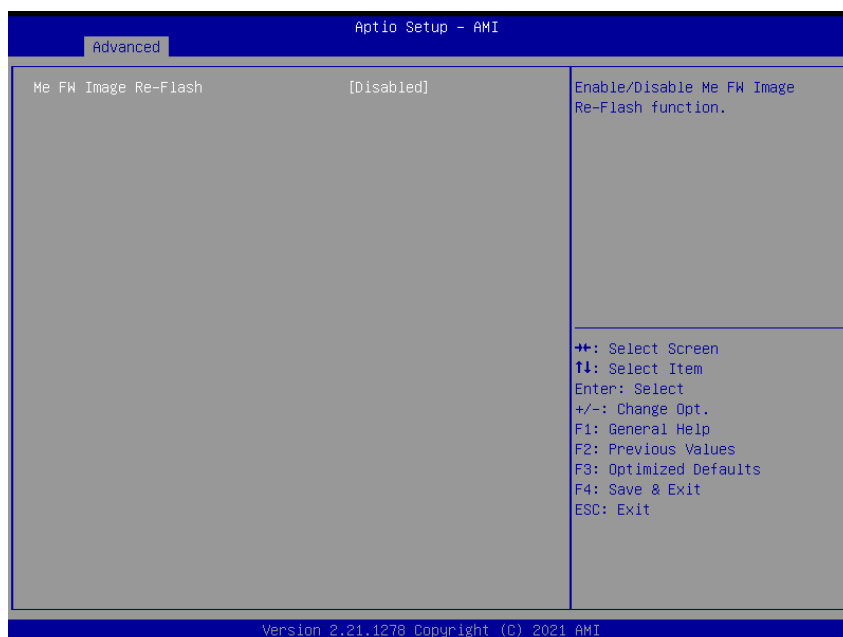 Aptio Setup – AMI
Advanced
Me FW Image Re-Flash [Disabled]
Enable/Disable Me FW Image
Re-Flash function.
→←: Select Screen
↑↓: Select Item
Enter: Select
+/-: Change Opt.
F1: General Help
F2: Previous Values
F3: Optimized Defaults
F4: Save & Exit
ESC: Exit
Version 2.21.1278 Copyright (C) 2021 AMI